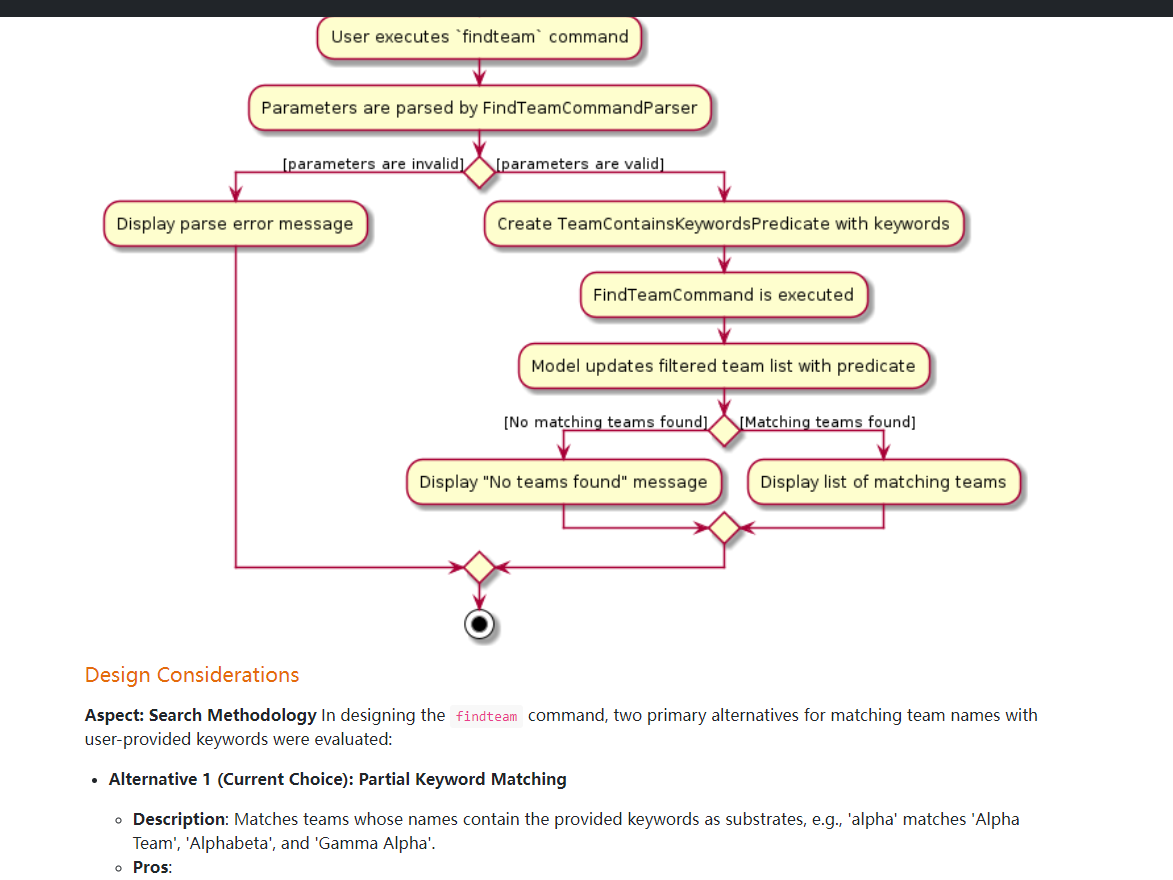 User executes `findteam` command
Parameters are parsed by FindTeamCommandParser
[parameters are invalid]
[parameters are valid]
Display parse error message
Create TeamContainsKeywordsPredicate with keywords
FindTeamCommand is executed
Model updates filtered team list with predicate
[No matching teams found]
[Matching teams found]
Display "No teams found" message
Display list of matching teams
Design Considerations
Aspect: Search Methodology In designing the findteam command, two primary alternatives for matching team names with
user-provided keywords were evaluated:
• Alternative 1 (Current Choice): Partial Keyword Matching
◦ Description: Matches teams whose names contain the provided keywords as substrates, e.g., 'alpha' matches 'Alpha
Team', 'Alphabeta', and 'Gamma Alpha'.
◦ Pros: